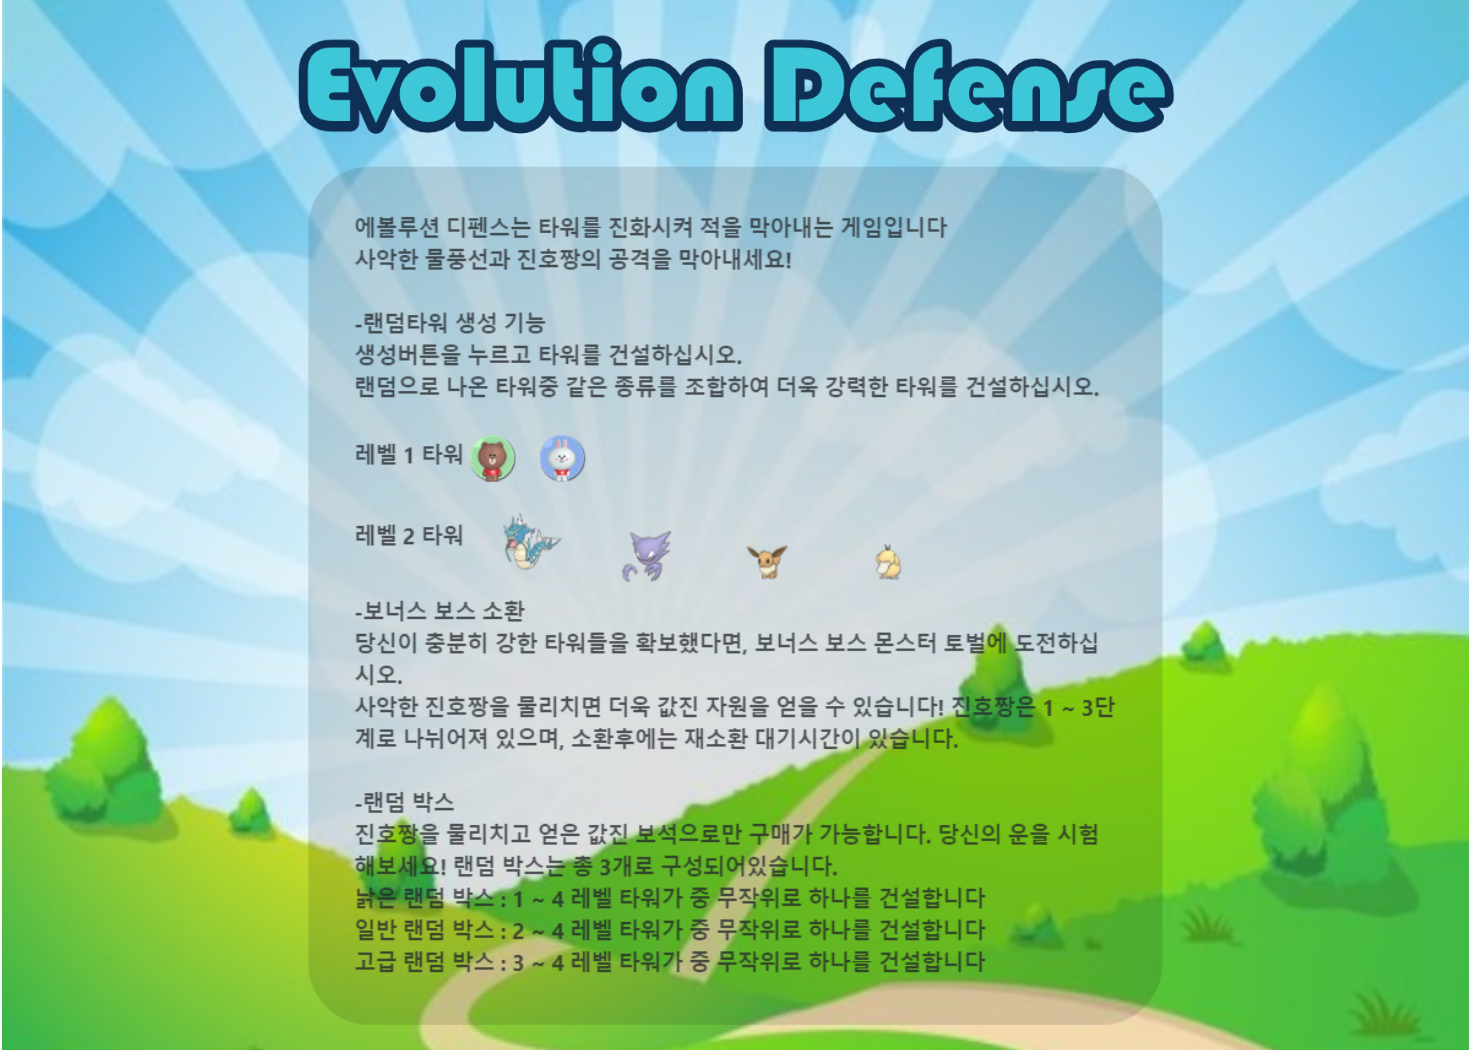 Evolution Defense
에볼루션 디펜스는 타워를 진화시켜 적을 막아내는 게임입니다
사악한 물풍선과 진호짱의 공격을 막아내세요!
-랜덤타워 생성 기능
생성버튼을 누르고 타워를 건설하십시오.
랜덤으로 나온 타워중 같은 종류를 조합하여 더욱 강력한 타워를 건설하십시오.
레벨 1 타워
레벨 2 타워
-보너스 보스 소환
당신이 충분히 강한 타워들을 확보했다면, 보너스 보스 몬스터 토벌에 도전하십
시오.
사악한 진호짱을 물리치면 더욱 값진 자원을 얻을 수 있습니다! 진호짱은 1 ~ 3단
계로 나뉘어져 있으며, 소환후에는 재소환 대기시간이 있습니다.
-랜덤 박스
진호짱을 물리치고 얻은 값진 보석으로만 구매가 가능합니다. 당신의 운을 시험
해보세요! 랜덤 박스는 총 3개로 구성되어있습니다.
낡은 랜덤 박스 : 1 ~ 4 레벨 타워가 중 무작위로 하나를 건설합니다
일반 랜덤 박스 : 2 ~ 4 레벨 타워가 중 무작위로 하나를 건설합니다
고급 랜덤 박스 : 3 ~ 4 레벨 타워가 중 무작위로 하나를 건설합니다